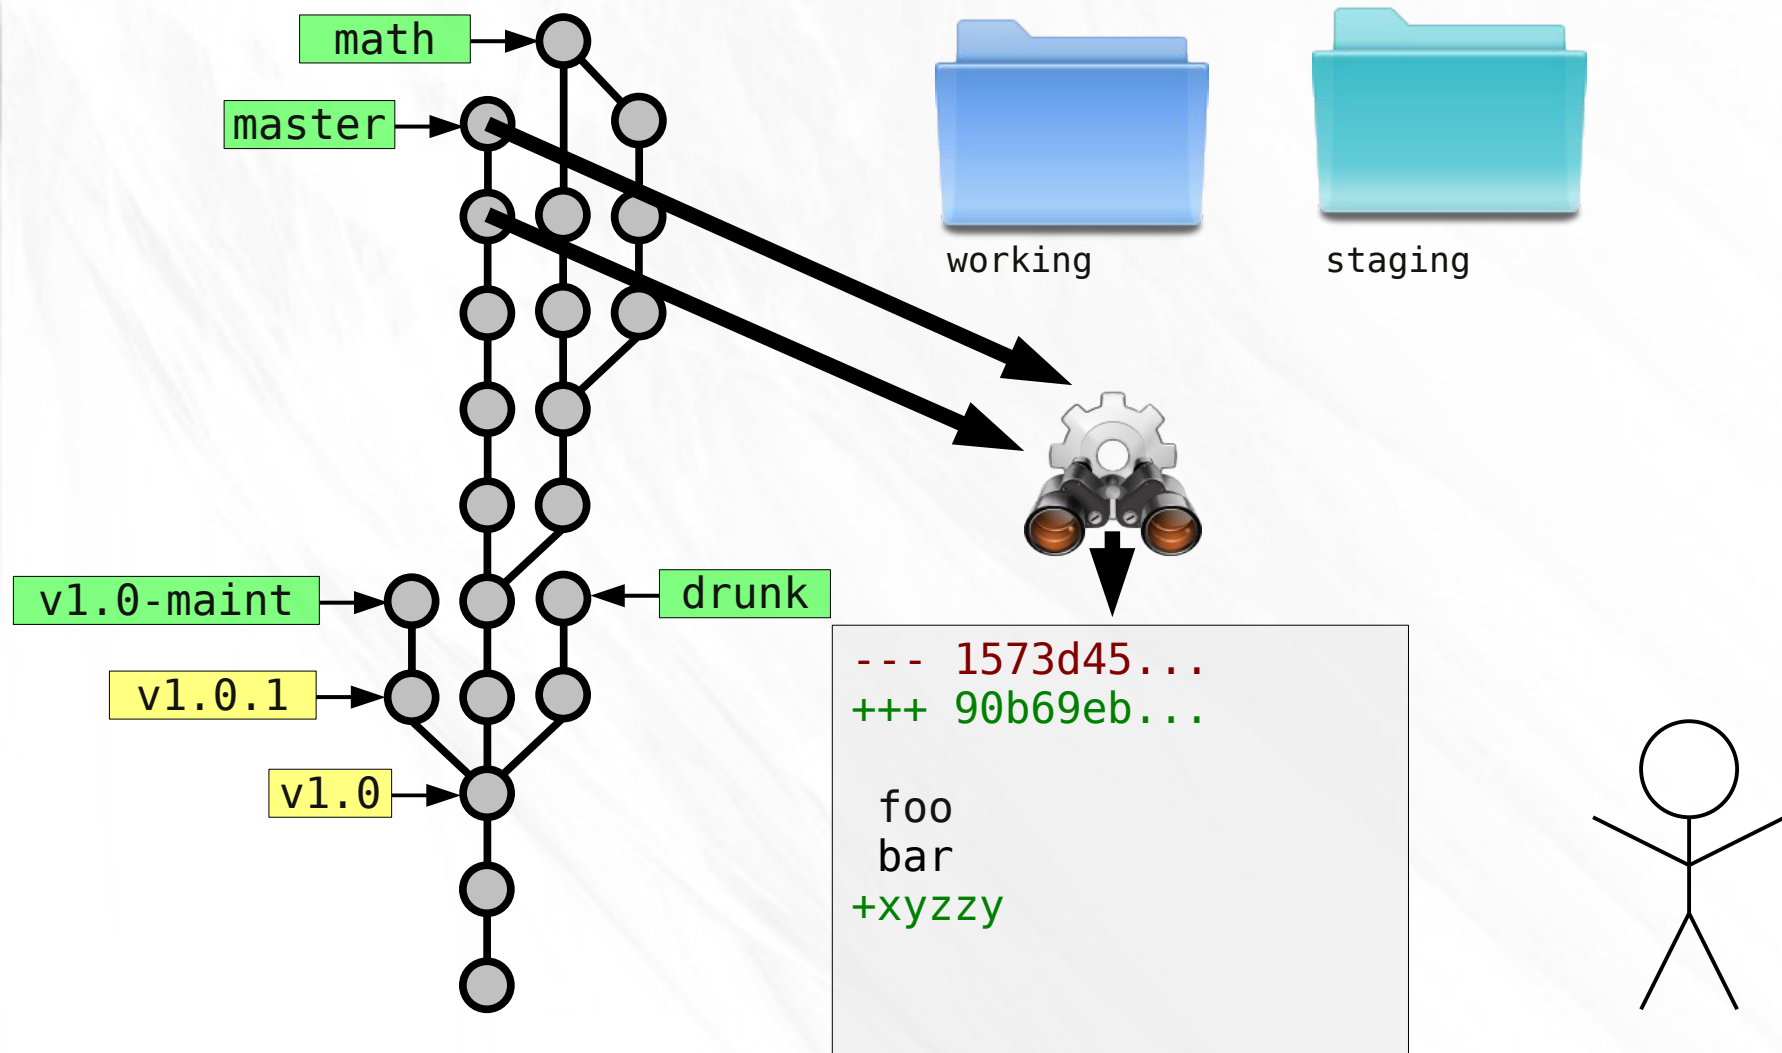 math
master
working
staging
v1.0-maint
drunk
v1.0.1
v1.0
--- 1573d45...
+++ 90b69eb...
foo
bar
+xyzzy